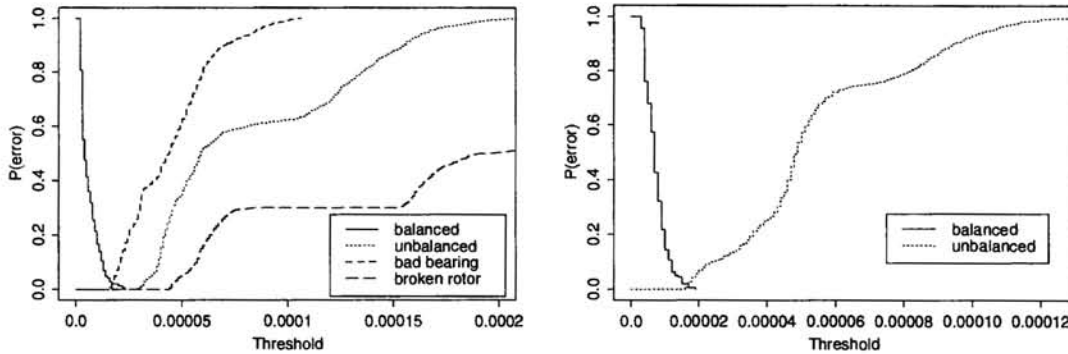 1.0
0.8
0.6
0.4
0.2
0.0
P(error)
balanced
unbalanced
bad bearing
broken rotor
0.0 0.00005 0.0001 0.00015 0.0002
Threshold
1.0
0.8
0.6
0.4
0.2
0.0
P(error)
balanced
unbalanced
0.0 0.00002 0.00004 0.00006 0.00008 0.00010 0.00012
Threshold